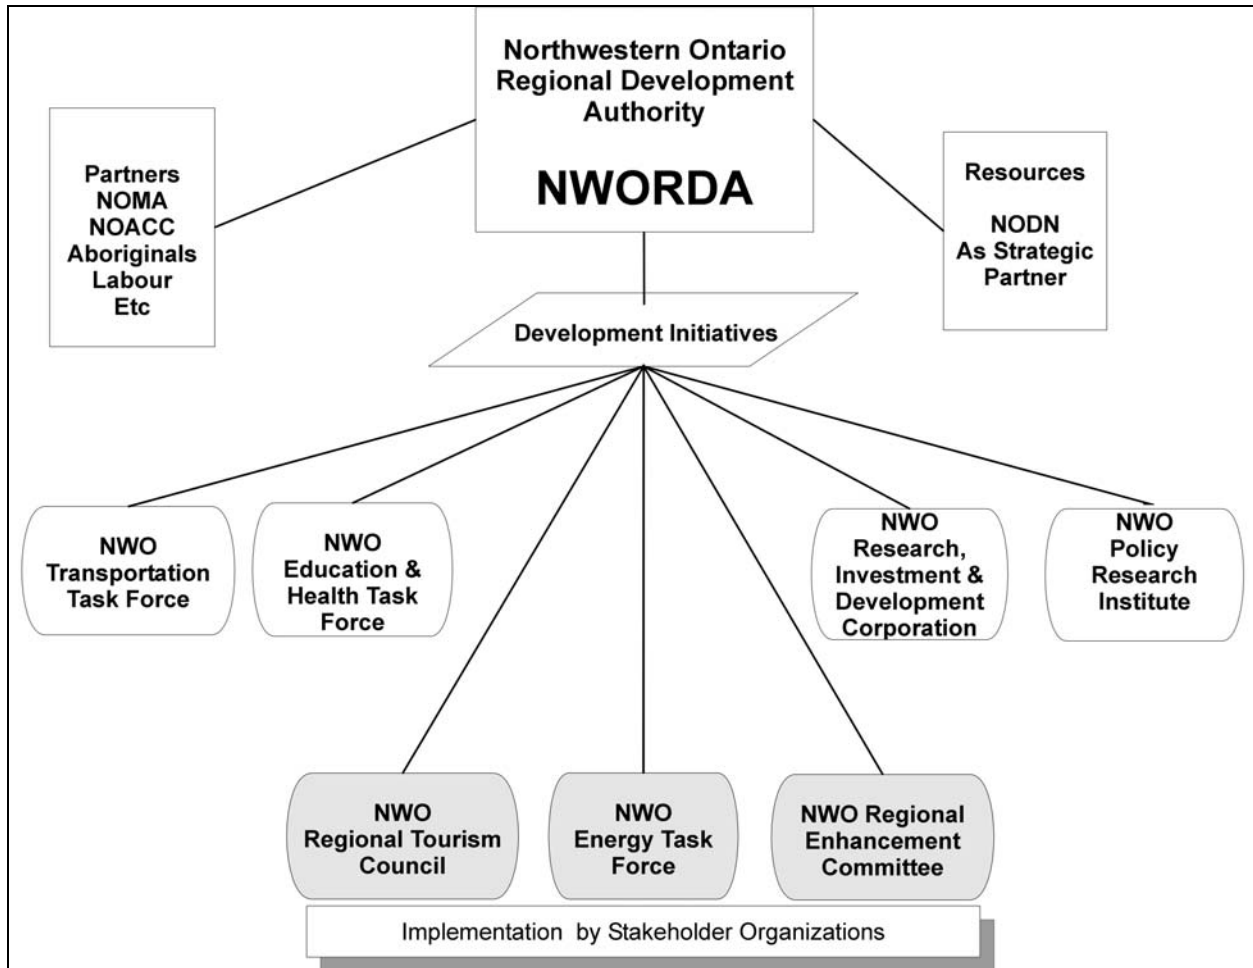 Northwestern Ontario
Regional Development
Authority
NWORDA
Partners
NOMA
NOACC
Aboriginals
Labour
Etc
Resources
NODN
As Strategic
Partner
Development Initiatives
NWO
Transportation
Task Force
NWO
Education &
Health Task
Force
NWO
Research,
Investment &
Development
Corporation
NWO
Policy
Research
Institute
NWO
Regional Tourism
Council
NWO
Energy Task
Force
NWO Regional
Enhancement
Committee
Implementation by Stakeholder Organizations